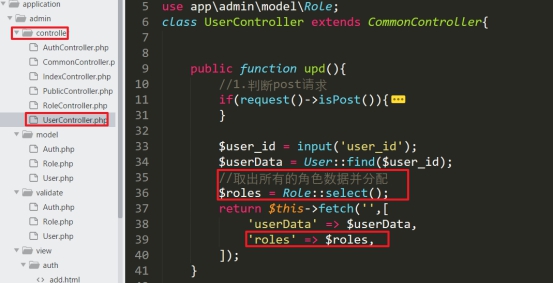 application
admin
controlle
AuthController.php
CommonController.php
IndexController.php
PublicController.php
RoleController.php
UserController.php
model
Auth.php
Role.php
User.php
validate
Auth.php
Role.php
User.php
view
auth
add.html
5 use app\admin\model\Role;
6 class UserController extends CommonController{
7
8
9 public function upd(){
10 //1.判断post请求
11 if(request()->isPost()){
31 }
32
33 $user_id = input('user_id');
34 $userData = User::find($user_id);
35 //取出所有的角色数据并分配
36 $roles = Role::select();
37 return $this->fetch('',[
38 'userData' => $userData,
39 'roles' => $roles,
40 ]);
41 }